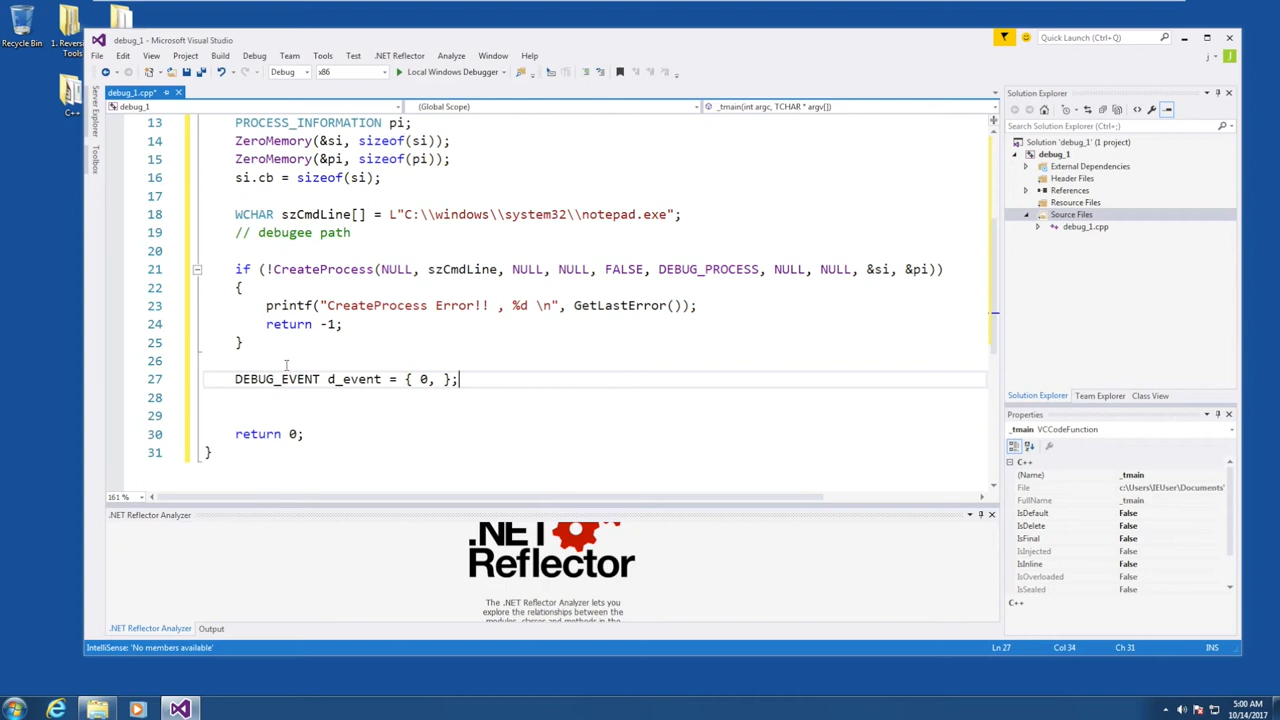 Recycle Bin
1. Revers
Tools
C++
debug_1 - Microsoft Visual Studio
Quick Launch (Ctrl+Q)
File Edit View Project Build Debug Team Tools Test .NET Reflector Analyze Window Help
j
J
Debug x86 Local Windows Debugger
Server Explorer
Toolbox
debug_1.cpp*
debug_1 (Global Scope) _tmain(int argc, TCHAR * argv[])
13 PROCESS_INFORMATION pi;
14 ZeroMemory(&si, sizeof(si));
15 ZeroMemory(&pi, sizeof(pi));
16 si.cb = sizeof(si);
17
18 WCHAR szCmdLine[] = L"C:\\windows\\system32\\notepad.exe";
19 // debugee path
20
21 if (!CreateProcess(NULL, szCmdLine, NULL, NULL, FALSE, DEBUG_PROCESS, NULL, NULL, &si, &pi))
22 {
23 printf("CreateProcess Error!! , %d \n", GetLastError());
24 return -1;
25 }
26
27 DEBUG_EVENT d_event = { 0, };
28
29
30 return 0;
31 }
161 %
.NET Reflector Analyzer
.NET
Reflector
The .NET Reflector Analyzer lets you
explore the relationships between the
modules, classes and methods in the
.NET Reflector Analyzer Output
Solution Explorer
Search Solution Explorer (Ctrl+;)
Solution 'debug_1' (1 project)
debug_1
External Dependencies
Header Files
References
Resource Files
Source Files
debug_1.cpp
Solution Explorer Team Explorer Class View
Properties
_tmain VCCodeFunction
C++
(Name) _tmain
File c:\Users\IEUser\Documents'
FullName _tmain
IsDefault False
IsDelete False
IsFinal False
IsInjected False
IsInline False
IsOverloaded False
IsSealed False
C++
IntelliSense: 'No members available' Ln 27 Col 34 Ch 31 INS
5:00 AM
10/14/2017